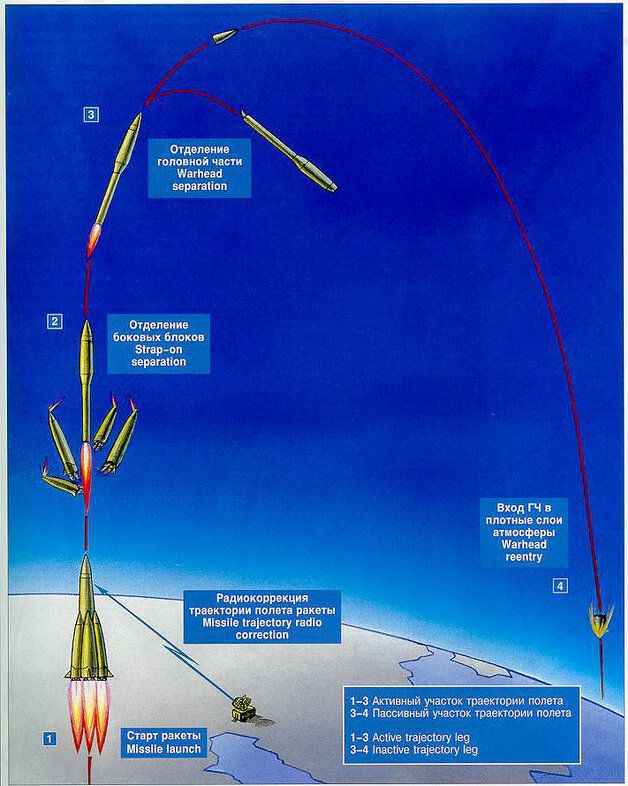 3
Отделение
головной части
Warhead
separation
2
Отделение
боковых блоков
Strap-on
separation
Вход ГЧ в
плотные слои
атмосферы
Warhead
reentry
4
Радиокоррекция
траектории полета ракеты
Missile trajectory radio
correction
1
Старт ракеты
Missile launch
1-3 Активный участок траектории полета
3-4 Пассивный участок траектории полета
1-3 Active trajectory leg
3-4 Inactive trajectory leg